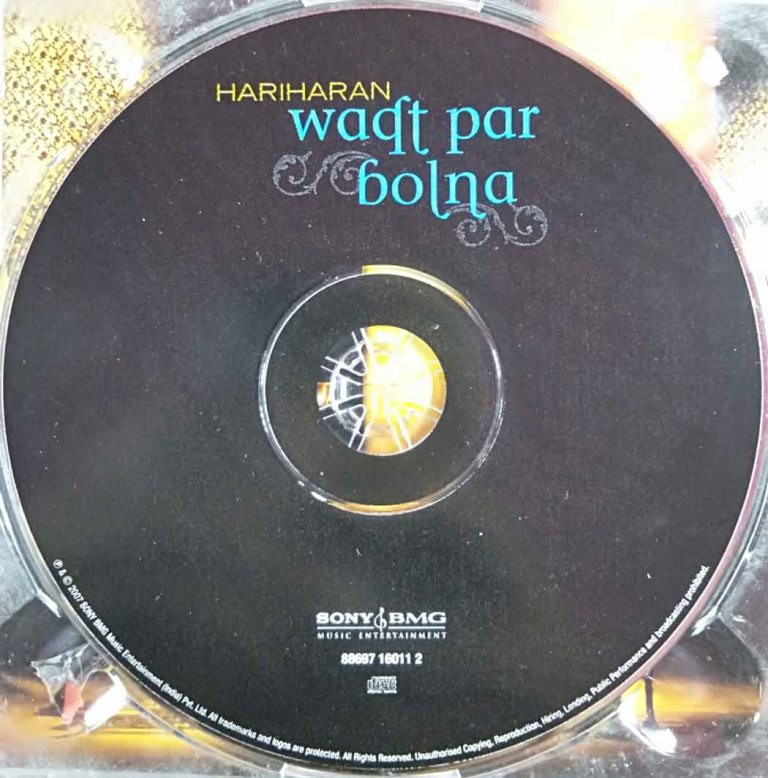 HARIHARAN
waqt par
bolna
SONY BMG
MUSIC ENTERTAINMENT
88697 16011 2
℗ & © 2007 SONY BMG Music Entertainment (India) Pvt. Ltd. All trademarks and logos are protected. All Rights Reserved. Unauthorised Copying, Reproduction, Hiring, Lending, Public Performance and broadcasting prohibited.